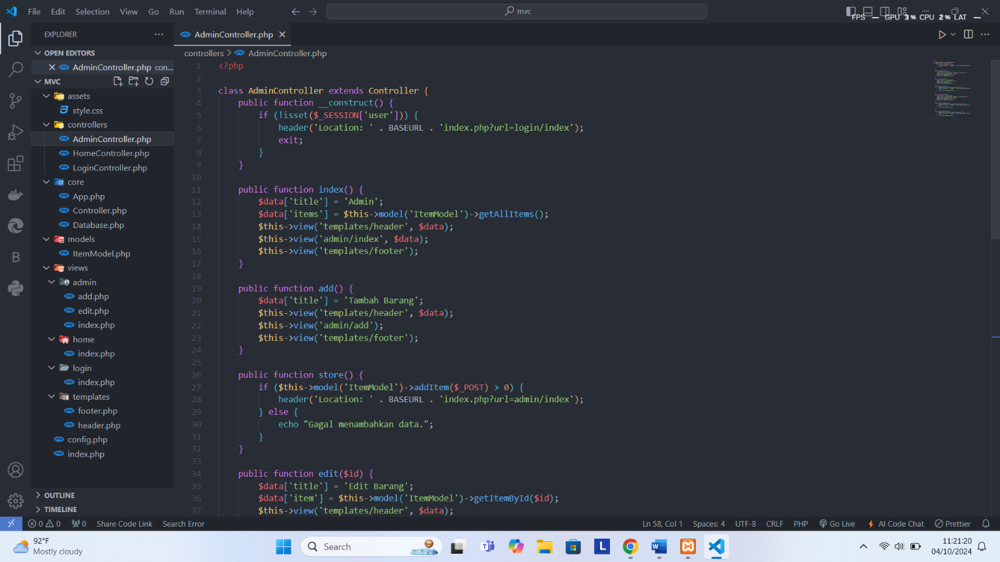 File Edit Selection View Go Run Terminal Help
mvc
FPS GPU 3 % CPU 2 % LAT
EXPLORER
OPEN EDITORS
AdminController.php con...
MVC
assets
style.css
controllers
AdminController.php
HomeController.php
LoginController.php
core
App.php
Controller.php
Database.php
models
ItemModel.php
views
admin
add.php
edit.php
index.php
home
index.php
login
index.php
templates
footer.php
header.php
config.php
index.php
OUTLINE
TIMELINE
AdminController.php
controllers > AdminController.php
1 <?php
2
3 class AdminController extends Controller {
4 public function __construct() {
5 if (!isset($_SESSION['user'])) {
6 header('Location: ' . BASEURL . 'index.php?url=login/index');
7 exit;
8 }
9 }
10
11 public function index() {
12 $data['title'] = 'Admin';
13 $data['items'] = $this->model('ItemModel')->getAllItems();
14 $this->view('templates/header', $data);
15 $this->view('admin/index', $data);
16 $this->view('templates/footer');
17 }
18
19 public function add() {
20 $data['title'] = 'Tambah Barang';
21 $this->view('templates/header', $data);
22 $this->view('admin/add');
23 $this->view('templates/footer');
24 }
25
26 public function store() {
27 if ($this->model('ItemModel')->addItem($_POST) > 0) {
28 header('Location: ' . BASEURL . 'index.php?url=admin/index');
29 } else {
30 echo "Gagal menambahkan data.";
31 }
32 }
33
34 public function edit($id) {
35 $data['title'] = 'Edit Barang';
36 $data['item'] = $this->model('ItemModel')->getItemById($id);
37 $this->view('templates/header', $data);
0 0 0 Share Code Link Search Error Ln 58, Col 1 Spaces: 4 UTF-8 CRLF PHP Go Live AI Code Chat Prettier
92°F
Mostly cloudy
Search
11:21:20
04/10/2024